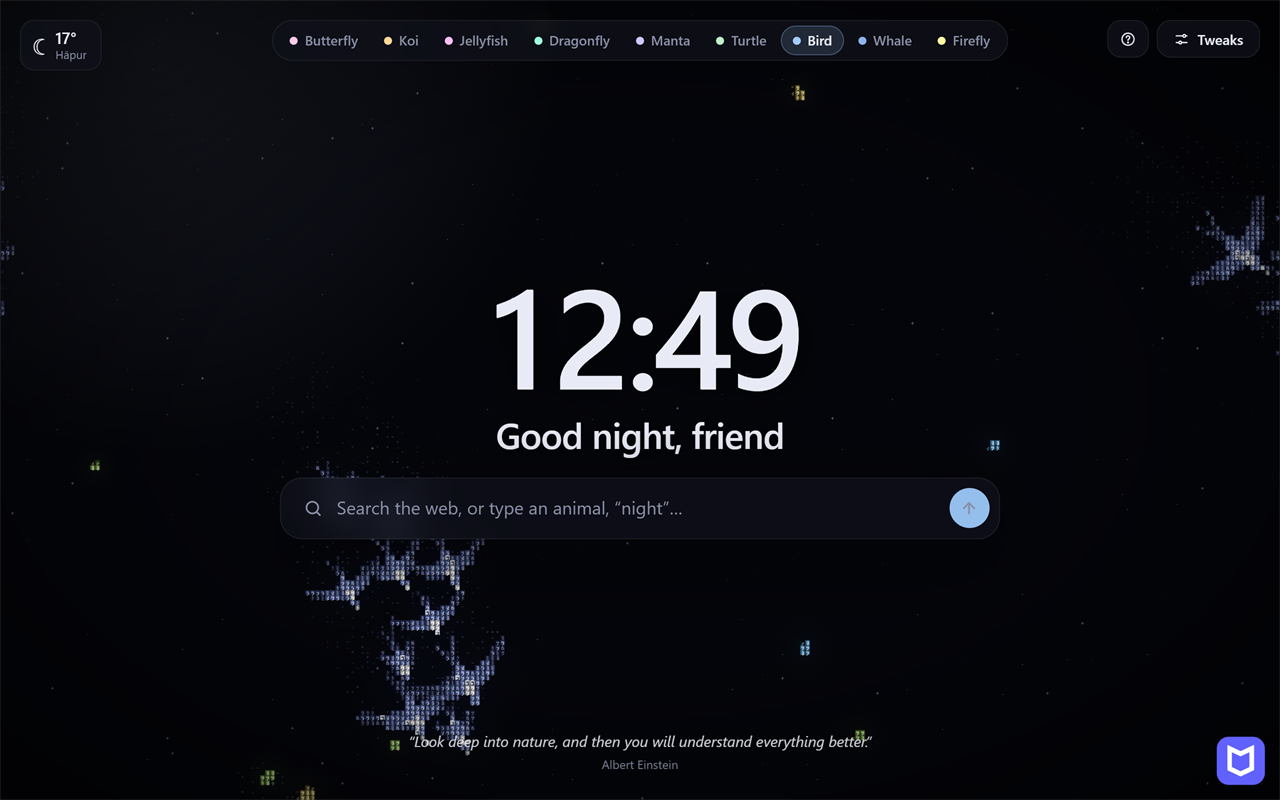 17°
Hāpur
Butterfly
Koi
Jellyfish
Dragonfly
Manta
Turtle
Bird
Whale
Firefly
Tweaks
12:49
Good night, friend
Search the web, or type an animal, “night”…
“Look deep into nature, and then you will understand everything better.”
Albert Einstein